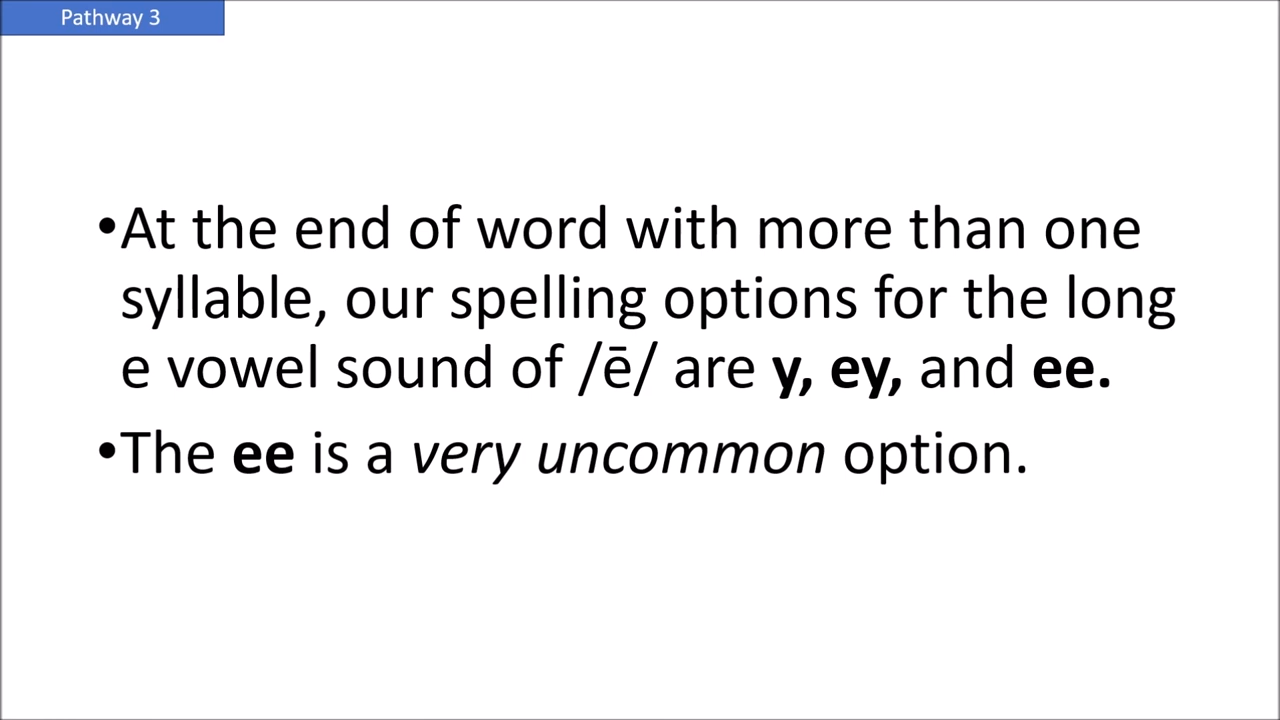 Pathway 3
•At the end of word with more than one
syllable, our spelling options for the long
e vowel sound of /ē/ are y, ey, and ee.
•The ee is a very uncommon option.